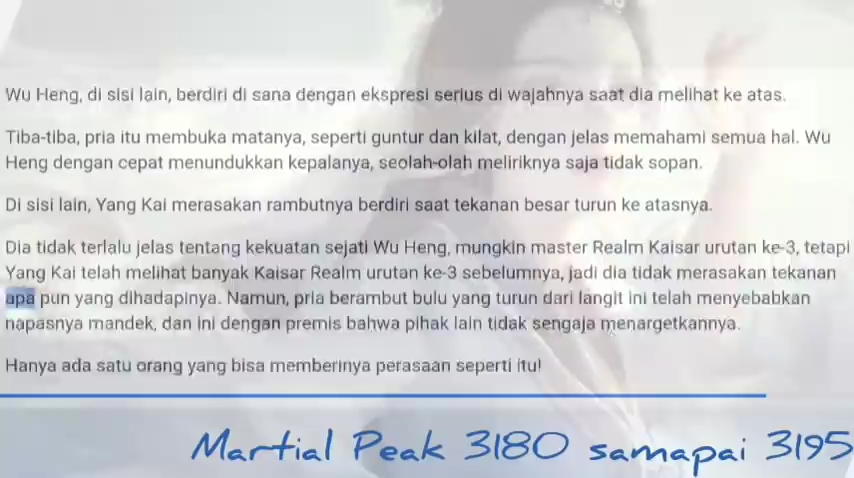 Wu Heng, di sisi lain, berdiri di sana dengan ekspresi serius di wajahnya saat dia melihat ke atas.
Tiba-tiba, pria itu membuka matanya, seperti guntur dan kilat, dengan jelas memahami semua hal. Wu
Heng dengan cepat menundukkan kepalanya, seolah-olah meliriknya saja tidak sopan.
Di sisi lain, Yang Kai merasakan rambutnya berdiri saat tekanan besar turun ke atasnya.
Dia tidak terlalu jelas tentang kekuatan sejati Wu Heng, mungkin master Realm Kaisar urutan ke-3, tetapi
Yang Kai telah melihat banyak Kaisar Realm urutan ke-3 sebelumnya, jadi dia tidak merasakan tekanan
apa pun yang dihadapinya. Namun, pria berambut bulu yang turun dari langit ini telah menyebabkan
napasnya mandek, dan ini dengan premis bahwa pihak lain tidak sengaja menargetkannya.
Hanya ada satu orang yang bisa memberinya perasaan seperti itu!
Martial Peak 3180 samapai 3195